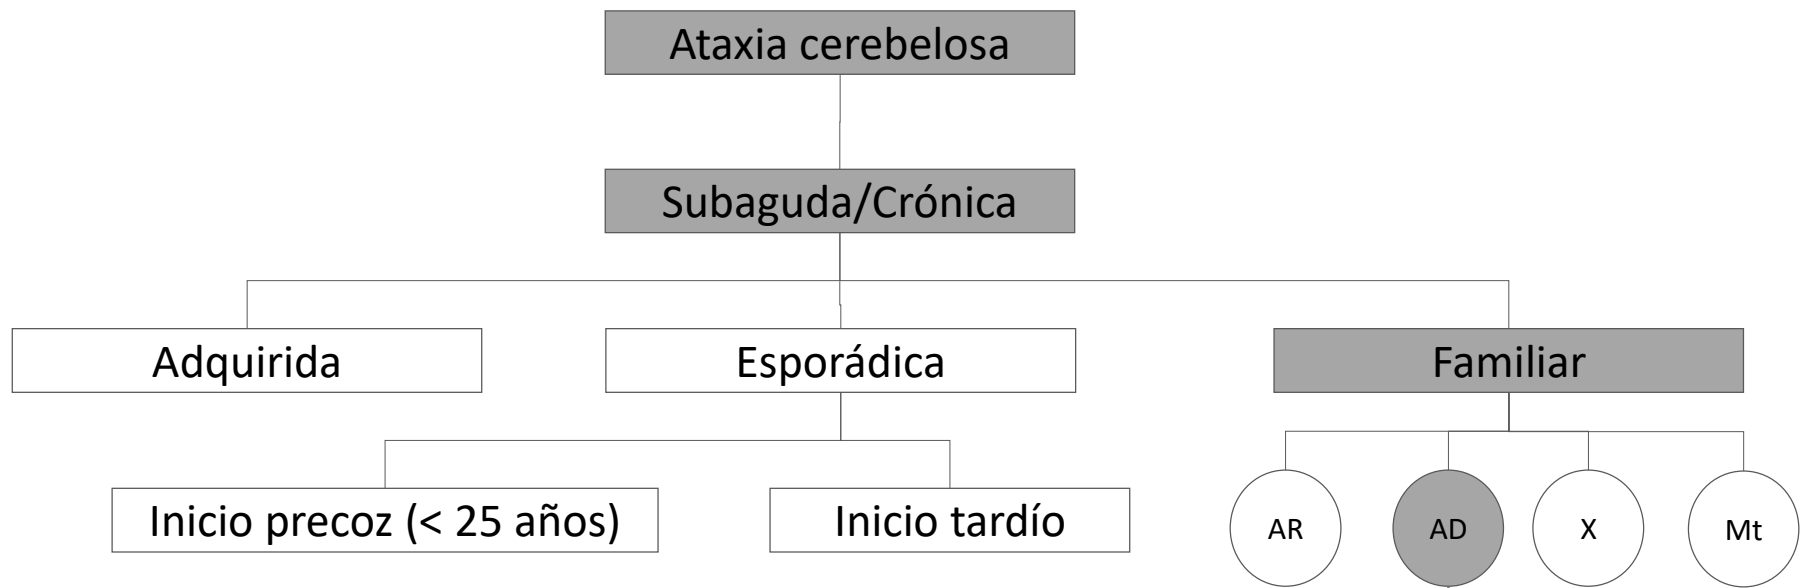 Ataxia cerebelosa
Subaguda/Crónica
Adquirida
Esporádica
Familiar
Inicio precoz (< 25 años)
Inicio tardío
AR
AD
X
Mt